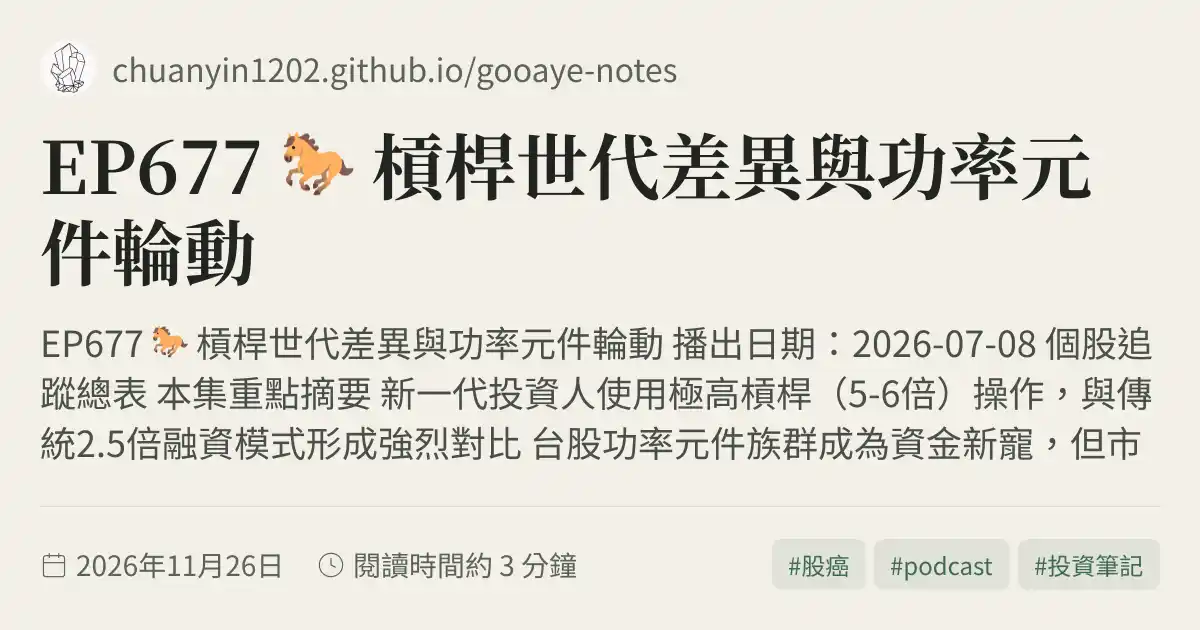 chuanyin1202.github.io/gooaye-notes
EP677 🐎 槓桿世代差異與功率元
件輪動
EP677 🐎 槓桿世代差異與功率元件輪動 播出日期：2026-07-08 個股追
蹤總表 本集重點摘要 新一代投資人使用極高槓桿（5-6倍）操作，與傳
統2.5倍融資模式形成強烈對比 台股功率元件族群成為資金新寵，但市
2026年11月26日 閱讀時間約 3 分鐘 #股癌 #podcast #投資筆記